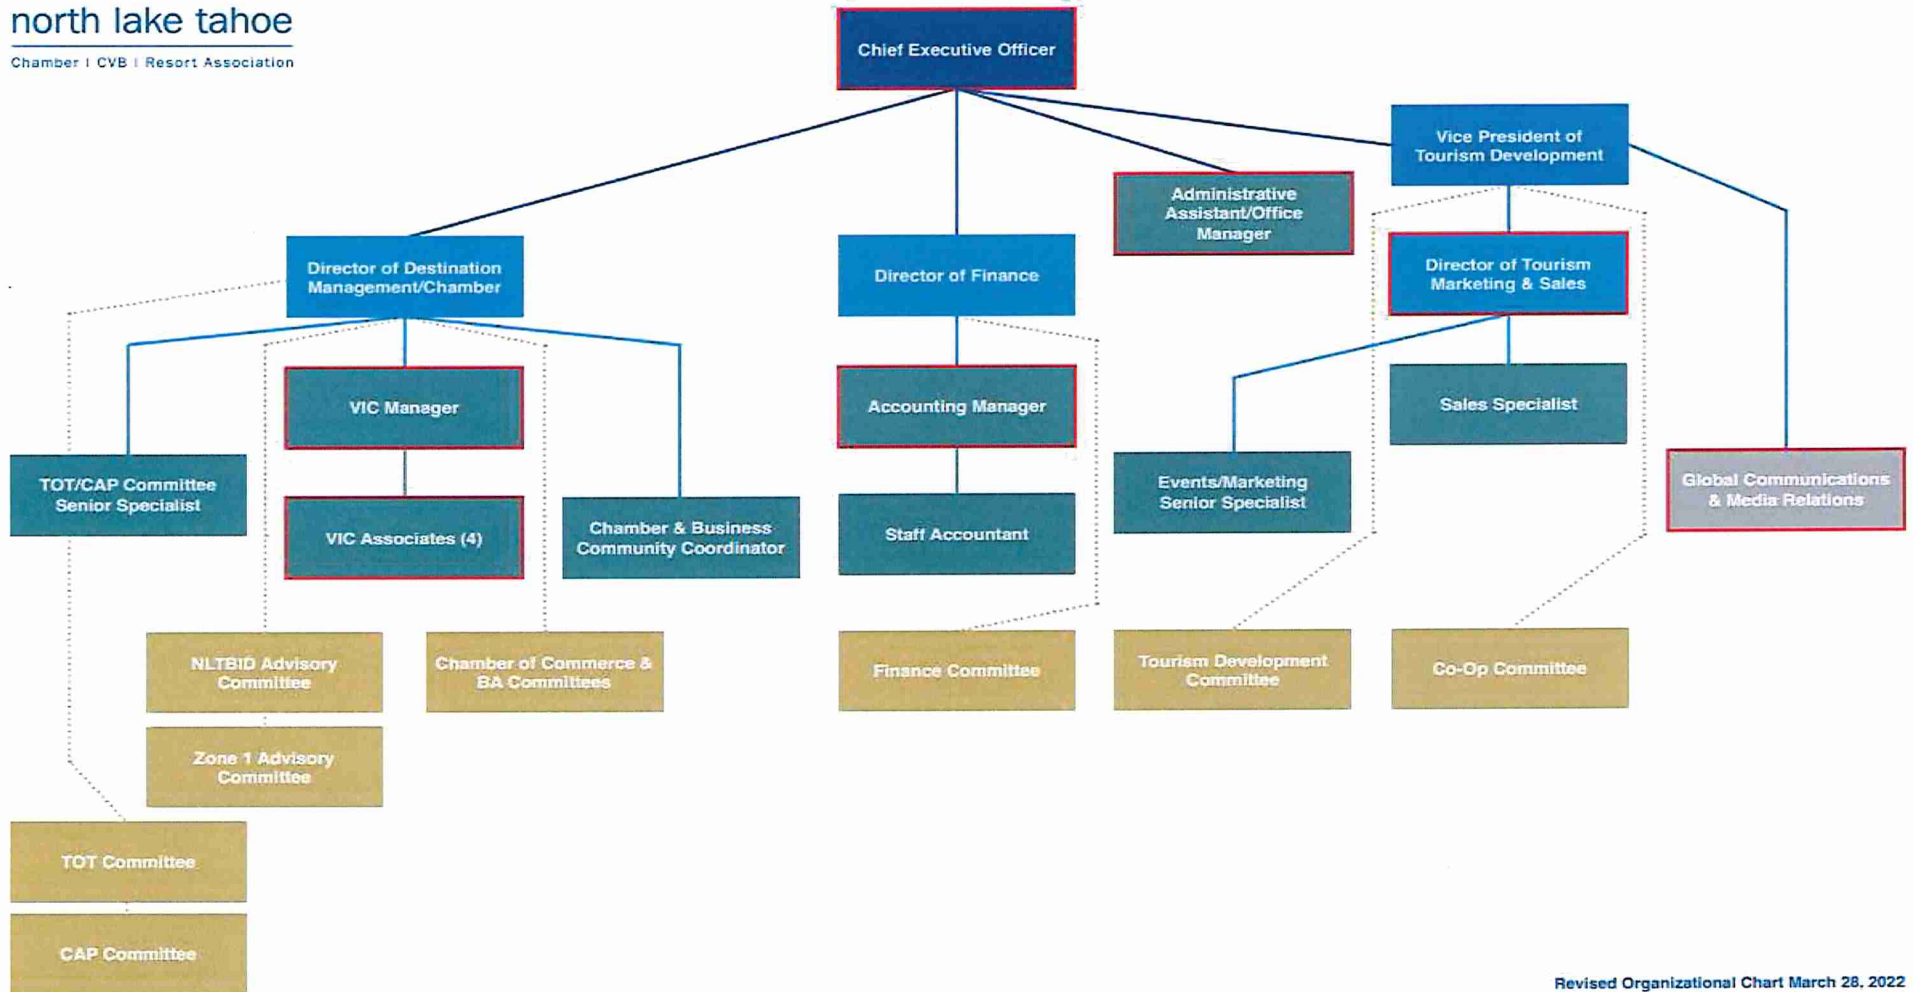 north lake tahoe
Chamber | CVB | Resort Association
Chief Executive Officer
Vice President of
Tourism Development
Administrative
Assistant/Office
Manager
Director of Destination
Management/Chamber
Director of Finance
Director of Tourism
Marketing & Sales
VIC Manager
Accounting Manager
Sales Specialist
TOT/CAP Committee
Senior Specialist
VIC Associates (4)
Chamber & Business
Community Coordinator
Staff Accountant
Events/Marketing
Senior Specialist
Global Communications
& Media Relations
NLTBID Advisory
Committee
Chamber of Commerce &
BA Committees
Finance Committee
Tourism Development
Committee
Co-Op Committee
Zone 1 Advisory
Committee
TOT Committee
CAP Committee
Revised Organizational Chart March 28, 2022